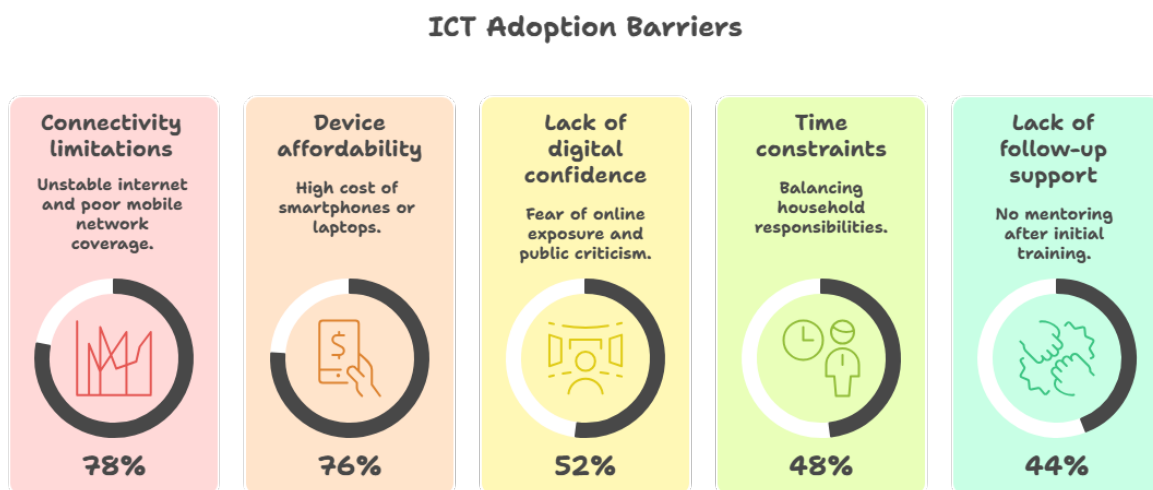 ICT Adoption Barriers
Connectivity
limitations
Unstable internet
and poor mobile
network
coverage.
78%
Device
affordability
High cost of
smartphones or
laptops.
$
76%
Lack of
digital
confidence
Fear of online
exposure and
public criticism.
52%
Time
constraints
Balancing
household
responsibilities.
48%
Lack of
follow-up
support
No mentoring
after initial
training.
44%